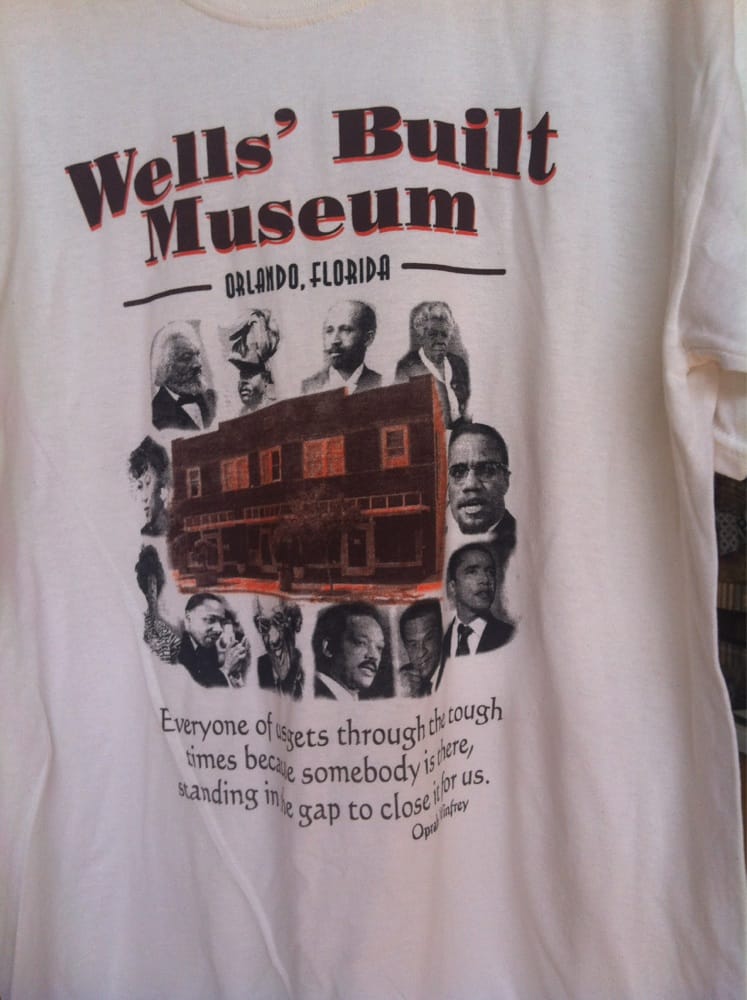 Wells' Built
Museum
ORLANDO, FLORIDA
Everyone of us gets through the tough
times because somebody is there,
standing in the gap to close it for us.
Oprah Winfrey